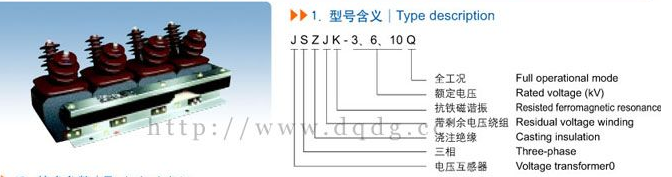 1. 型号含义 | Type description
JSZJK-3、6、10Q
全工况 Full operational mode
额定电压 Rated voltage (kV)
抗铁磁谐振 Resisted ferromagnetic resonance
带剩余电压绕组 Residual voltage winding
浇注绝缘 Casting insulation
三相 Three-phase
电压互感器 Voltage transformer0
http://www.dqdg.c